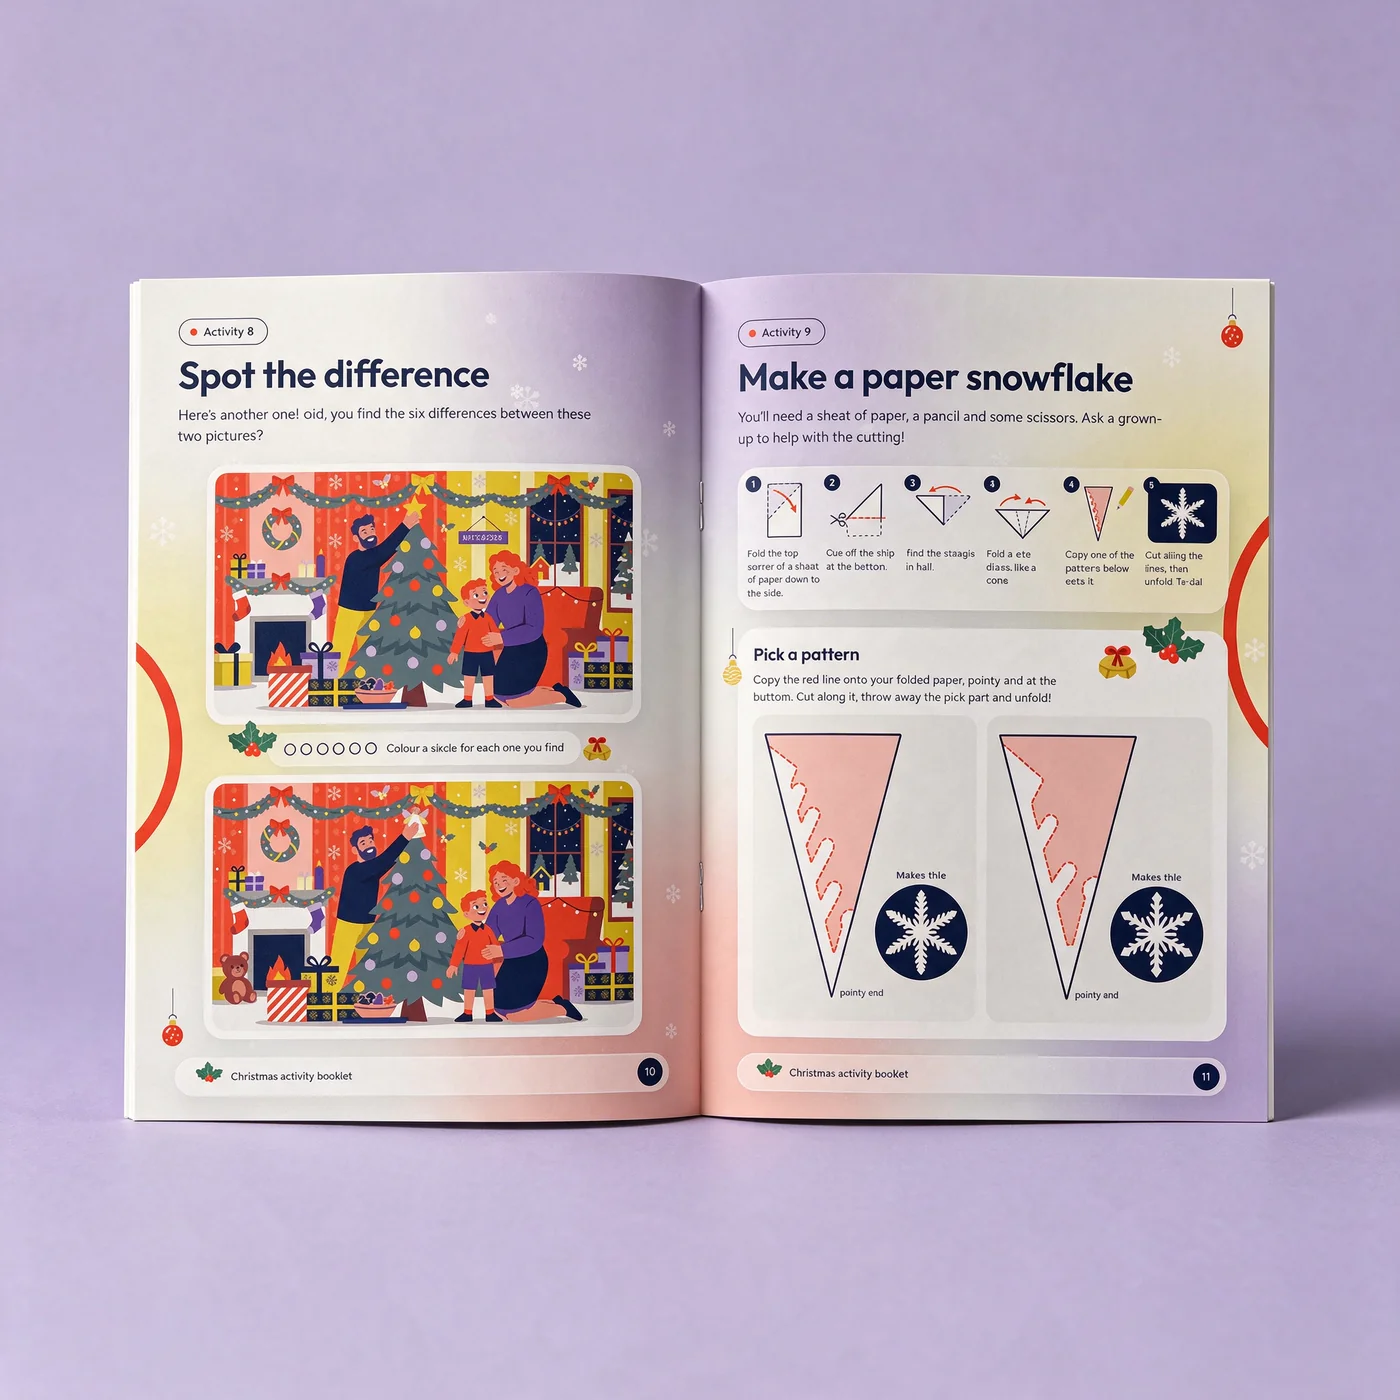 Activity 8
Spot the difference
Here's another one! oid, you find the six differences between these
two pictures?
Colour a sikcle for each one you find
Christmas activity booklet
10
Activity 9
Make a paper snowflake
You'll need a sheat of paper, a pancil and some scissors. Ask a grown-
up to help with the cutting!
1
Fold the top
sorrer of a shaat
of paper down to
the side.
2
Cue off the ship
at the betton.
3
find the staagis
in hall.
Fold a ete
diass. like a
cone
4
Capy one of the
patterrs below
eets it
5
Cut aliing the
lines, then
unfold. Te-dal
Pick a pattern
Copy the red line onto your folded paper, pointy and at the
buttom. Cut along it, throw away the pick part and unfold!
Makes thle
pointy end
Makes thle
pointy and
Christmas activity booket
11